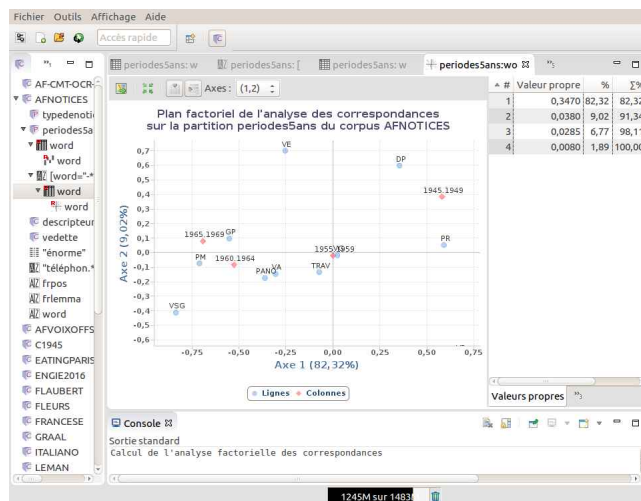 Fichier Outils Affichage Aide
Accès rapide
AF-CMT-OCR-
AFNOTICES
typedenoti
periodes5a
word
word
[word="-*
word
word
descripteur
vedette
"énorme"
"téléphon.*
frpos
frlemma
word
AFVOIXOFFS
C1945
EATINGPARIS
ENGIE2016
FLAUBERT
FLEURS
FRANCESE
GRAAL
ITALIANO
LEMAN
periodes5ans: w
periodes5ans: [
periodes5ans: w
periodes5ans:wo
Axes : (1,2)
Plan factoriel de l'analyse des correspondances
sur la partition periodes5ans du corpus AFNOTICES
Axe 2 (9,02%)
0,7
0,6
0,5
0,4
0,3
0,2
0,1
0,0
-0,1
-0,2
-0,3
-0,4
-0,5
-0,6
VE
DP
1945.1949
1965.1969
GP
PR
PM
1960.1964
PANO
VA
TRAV
VSG
-0,75
-0,50
-0,25
0,00
0,25
0,50
0,75
Axe 1 (82,32%)
Lignes Colonnes
# Valeur propre % Σ%
1 0,3470 82,32 82,32
2 0,0380 9,02 91,34
3 0,0285 6,77 98,11
4 0,0080 1,89 100,00
Valeurs propres
Console
Sortie standard
Calcul de l'analyse factorielle des correspondances
1245M sur 1483M